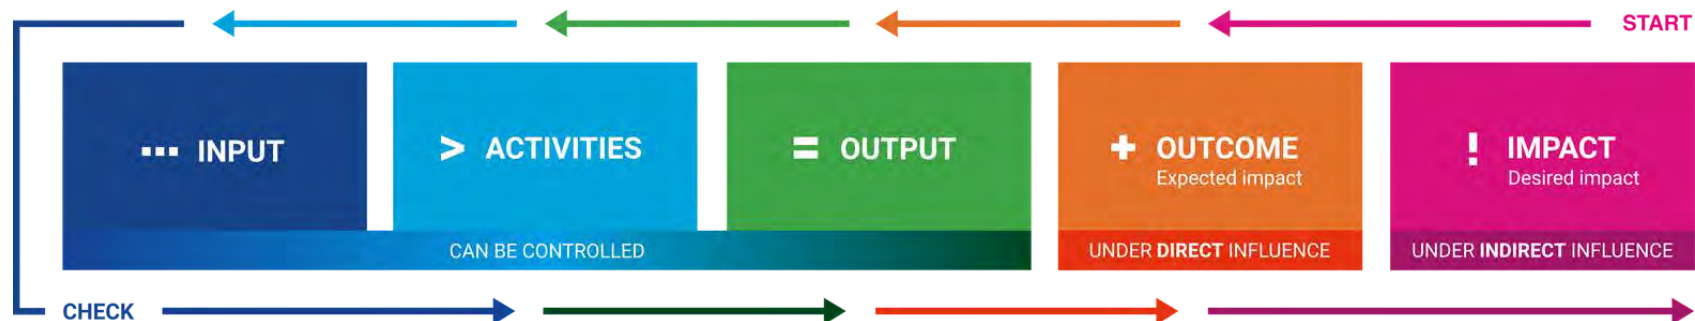 START
... INPUT
> ACTIVITIES
= OUTPUT
+ OUTCOME
Expected impact
! IMPACT
Desired impact
CAN BE CONTROLLED
UNDER DIRECT INFLUENCE
UNDER INDIRECT INFLUENCE
CHECK